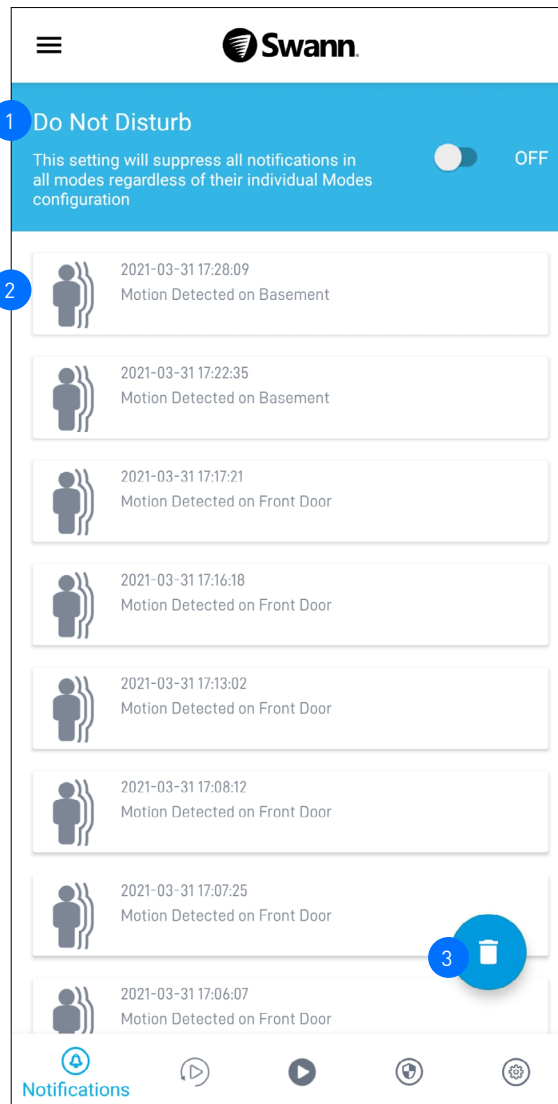 Swann
1
Do Not Disturb
This setting will suppress all notifications in
all modes regardless of their individual Modes
configuration
OFF
2
2021-03-31 17:28:09
Motion Detected on Basement
2021-03-31 17:22:35
Motion Detected on Basement
2021-03-31 17:17:21
Motion Detected on Front Door
2021-03-31 17:16:18
Motion Detected on Front Door
2021-03-31 17:13:02
Motion Detected on Front Door
2021-03-31 17:08:12
Motion Detected on Front Door
2021-03-31 17:07:25
Motion Detected on Front Door
3
2021-03-31 17:06:07
Motion Detected on Front Door
Notifications